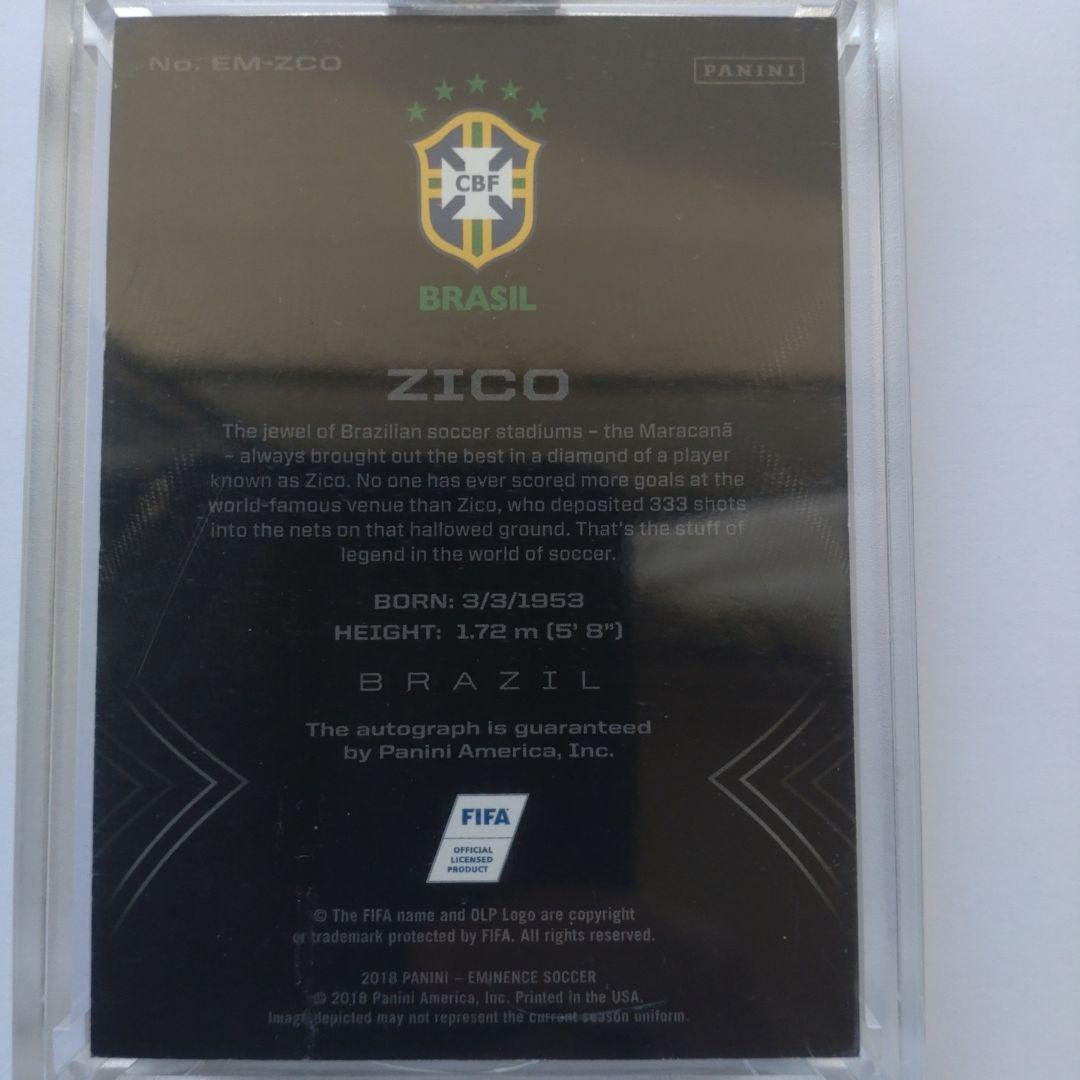 No. EM-ZCO
PANINI
CBF
BRASIL
ZICO
The jewel of Brazilian soccer stadiums – the Maracanã
– always brought out the best in a diamond of a player
known as Zico. No one has ever scored more goals at the
world-famous venue than Zico, who deposited 333 shots
into the nets on that hallowed ground. That's the stuff of
legend in the world of soccer.
BORN: 3/3/1953
HEIGHT: 1.72 m (5' 8")
BRAZIL
The autograph is guaranteed
by Panini America, Inc.
FIFA
OFFICIAL
LICENSED
PRODUCT
© The FIFA name and OLP Logo are copyright
or trademark protected by FIFA. All rights reserved.
2018 PANINI – EMINENCE SOCCER
© 2018 Panini America, Inc. Printed in the USA.
Image depicted may not represent the current season uniform.